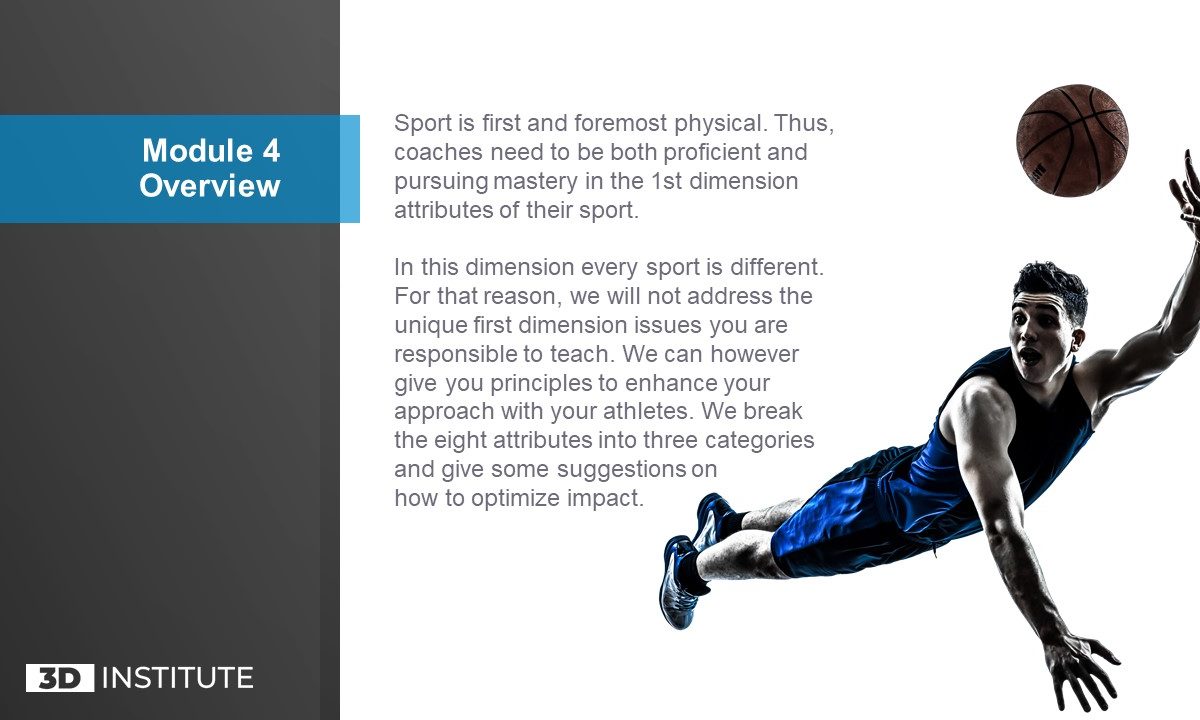 Module 4
Overview
Sport is first and foremost physical. Thus,
coaches need to be both proficient and
pursuing mastery in the 1st dimension
attributes of their sport.
In this dimension every sport is different.
For that reason, we will not address the
unique first dimension issues you are
responsible to teach. We can however
give you principles to enhance your
approach with your athletes. We break
the eight attributes into three categories
and give some suggestions on
how to optimize impact.
3D INSTITUTE